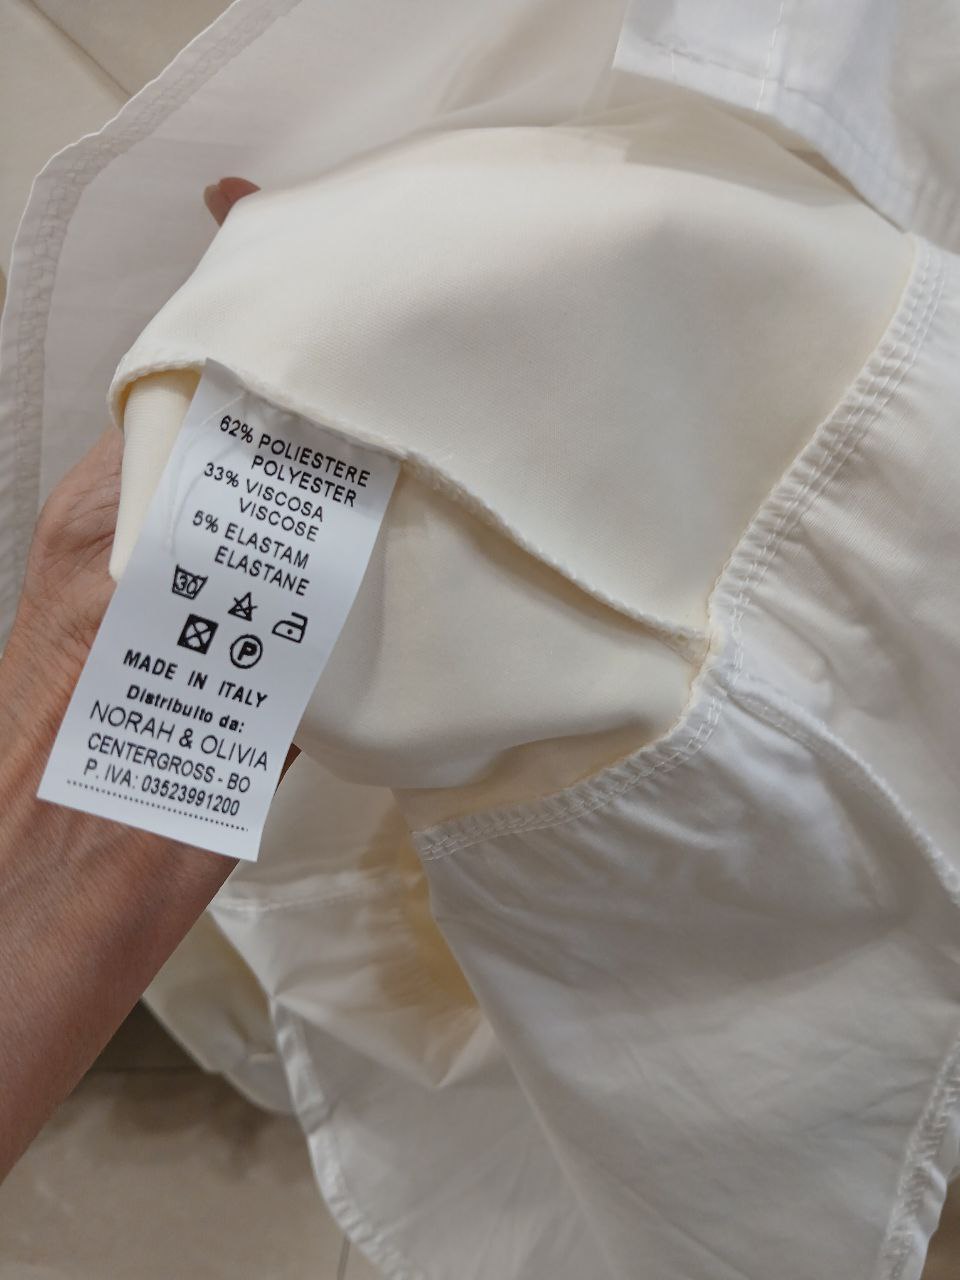 62% POLIESTERE
POLYESTER
33% VISCOSA
VISCOSE
5% ELASTAM
ELASTANE
30
P
MADE IN ITALY
Distribuito da:
NORAH & OLIVIA
CENTERGROSS - BO
P. IVA: 03523991200